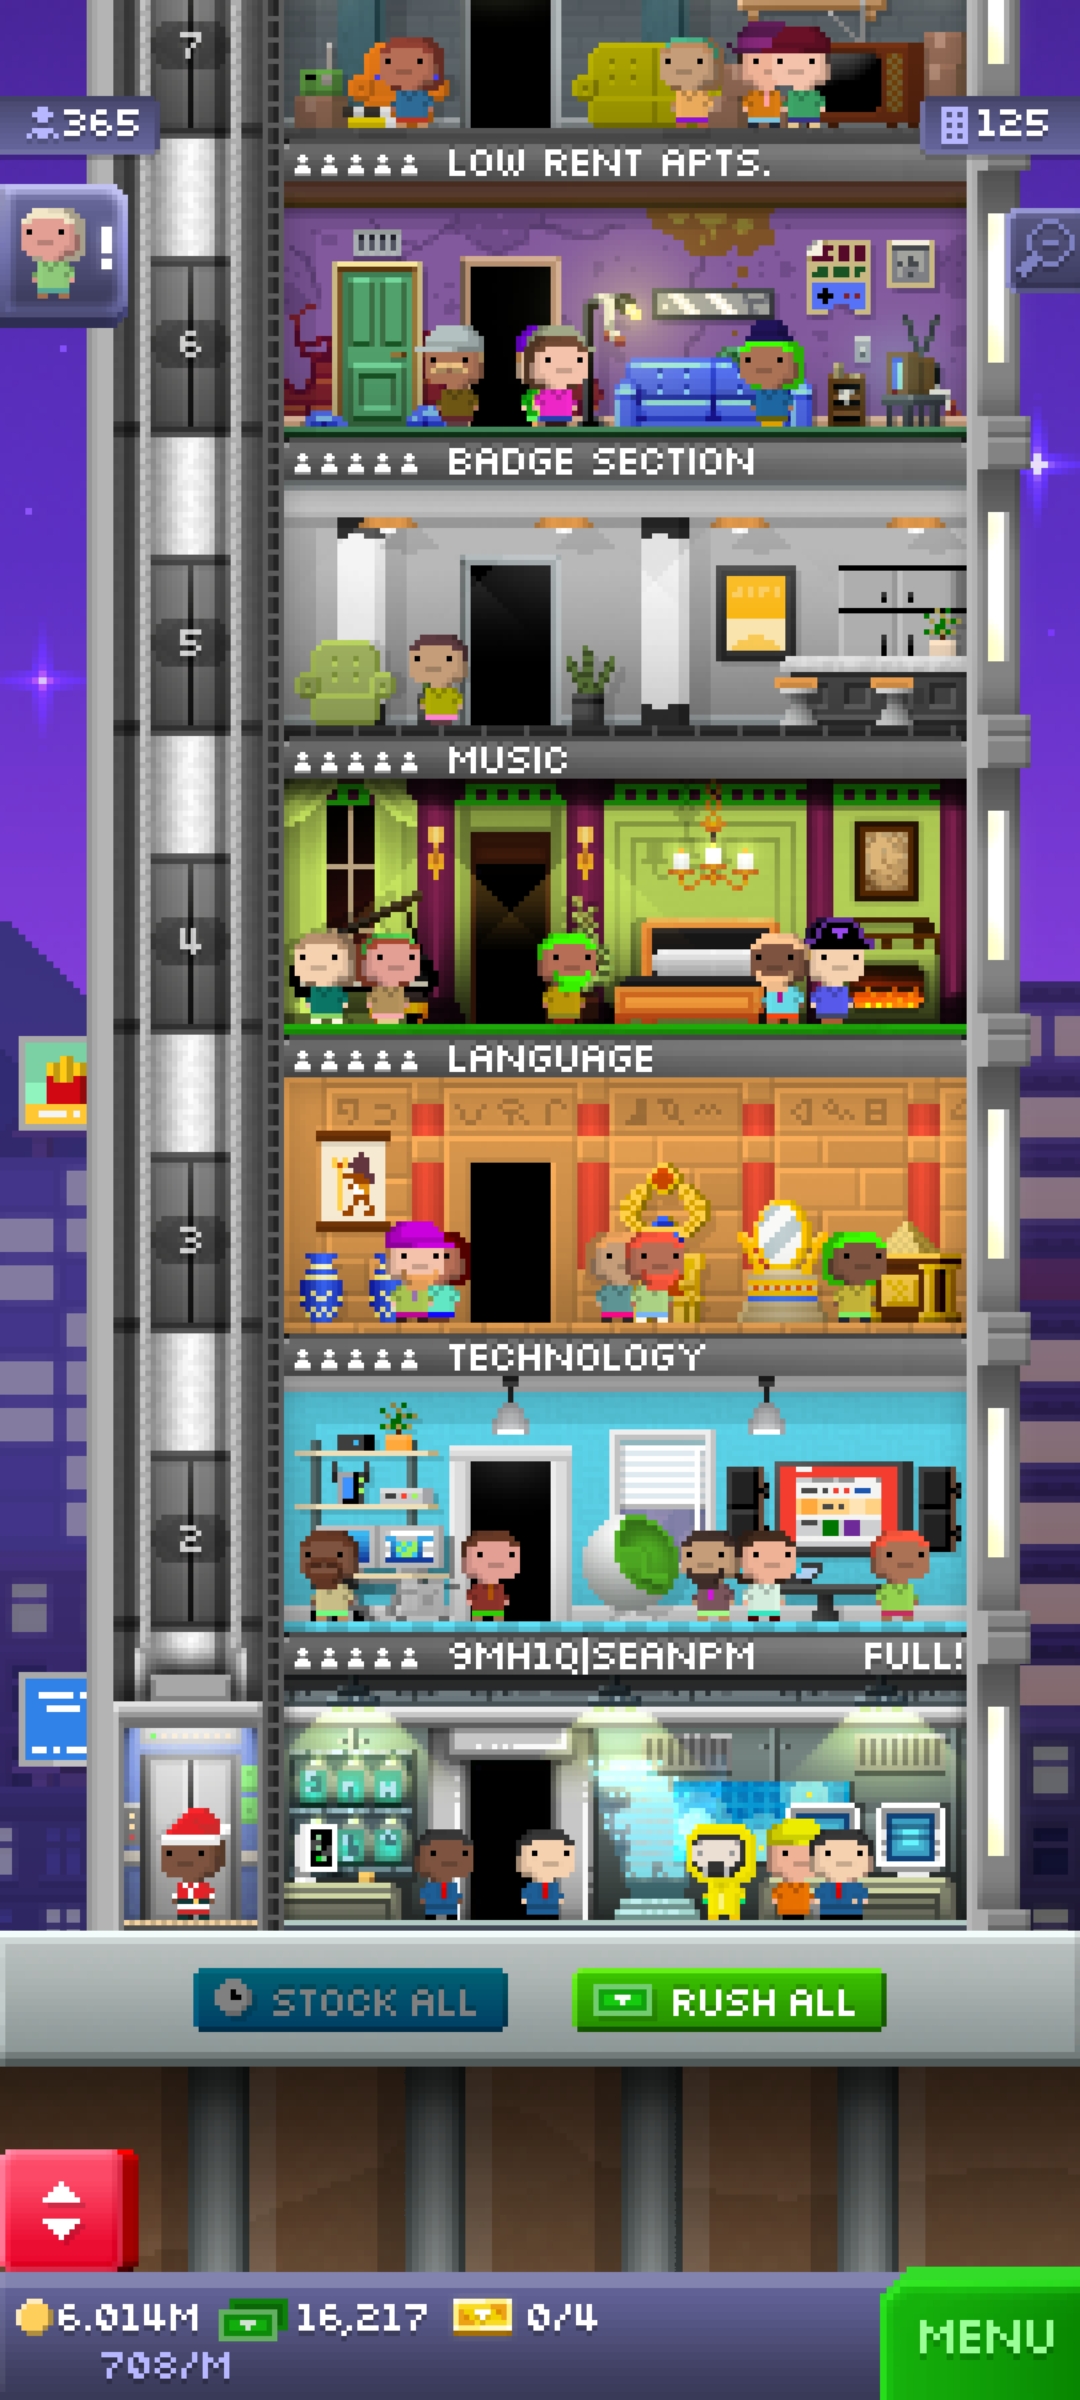 7
365
125
LOW RENT APTS.
6
BADGE SECTION
5
MUSIC
4
LANGUAGE
3
TECHNOLOGY
2
9MH1Q|SEANPM FULL!
STOCK ALL
RUSH ALL
6.014M 16,217 0/4
708/M
MENU